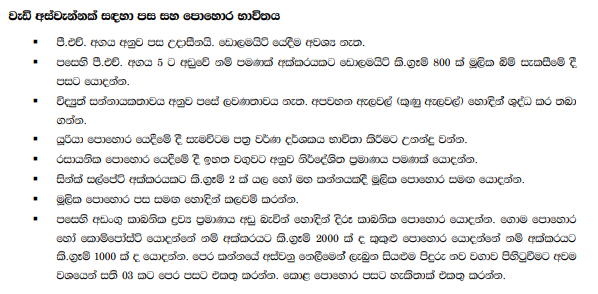 වැඩි අස්වැන්නක් සඳහා පස සහ පොහොර භාවිතය
▪ පී.එච්. අගය අනුව පස උදාසීනයි. ඩොලමයිට් යෙදීම අවශ්‍ය නැත.
▪ පසෙහි පී.එච්. අගය 5 ට අඩුවේ නම් පමණක් අක්කරයකට ඩොලමයිට් කි.ග්‍රෑම් 800 ක් මූලික බිම් සැකසීමේ දී
පසට යොදන්න.
▪ විද්‍යුත් සන්නායකතාවය අනුව පසේ ලවණතාවය නැත. අපවහන ඇලවල් (කුණු ඇලවල්) හොඳින් ශුද්ධ කර තබා
ගන්න.
▪ යූරියා පොහොර යෙදීමේ දී සැමවිටම පත්‍ර වර්ණ දර්ශකය භාවිතා කිරීමට උනන්දු වන්න.
▪ රසායනික පොහොර යෙදීමේ දී ඉහත වගුවට අනුව නිර්දේශිත ප්‍රමාණය පමණක් යොදන්න.
▪ සින්ක් සල්පේට් අක්කරයකට කි.ග්‍රෑම් 2 ක් යල හෝ මහ කන්නයකදී මූලික පොහොර සමඟ යොදන්න.
▪ මූලික පොහොර පස සමඟ හොඳින් කලවම් කරන්න.
▪ පසෙහි අඩංගු කාබනික ද්‍රව්‍ය ප්‍රමාණය අඩු බැවින් හොඳින් දිරූ කාබනික පොහොර යොදන්න. ගොම පොහොර
හෝ කොම්පෝස්ට් යොදන්නේ නම් අක්කරයට කි.ග්‍රෑම් 2000 ක් ද කුකුළු පොහොර යොදන්නේ නම් අක්කරයට
කි.ග්‍රෑම් 1000 ක් ද යොදන්න. පෙර කන්නයේ අස්වනු නෙලීමෙන් ලැබුන සියළුම පිදුරු නව වගාව පිහිටුවීමට අවම
වශයෙන් සති 03 කට පෙර පසට එකතු කරන්න. කොළ පොහොර පසට හැකිතාක් එකතු කරන්න.